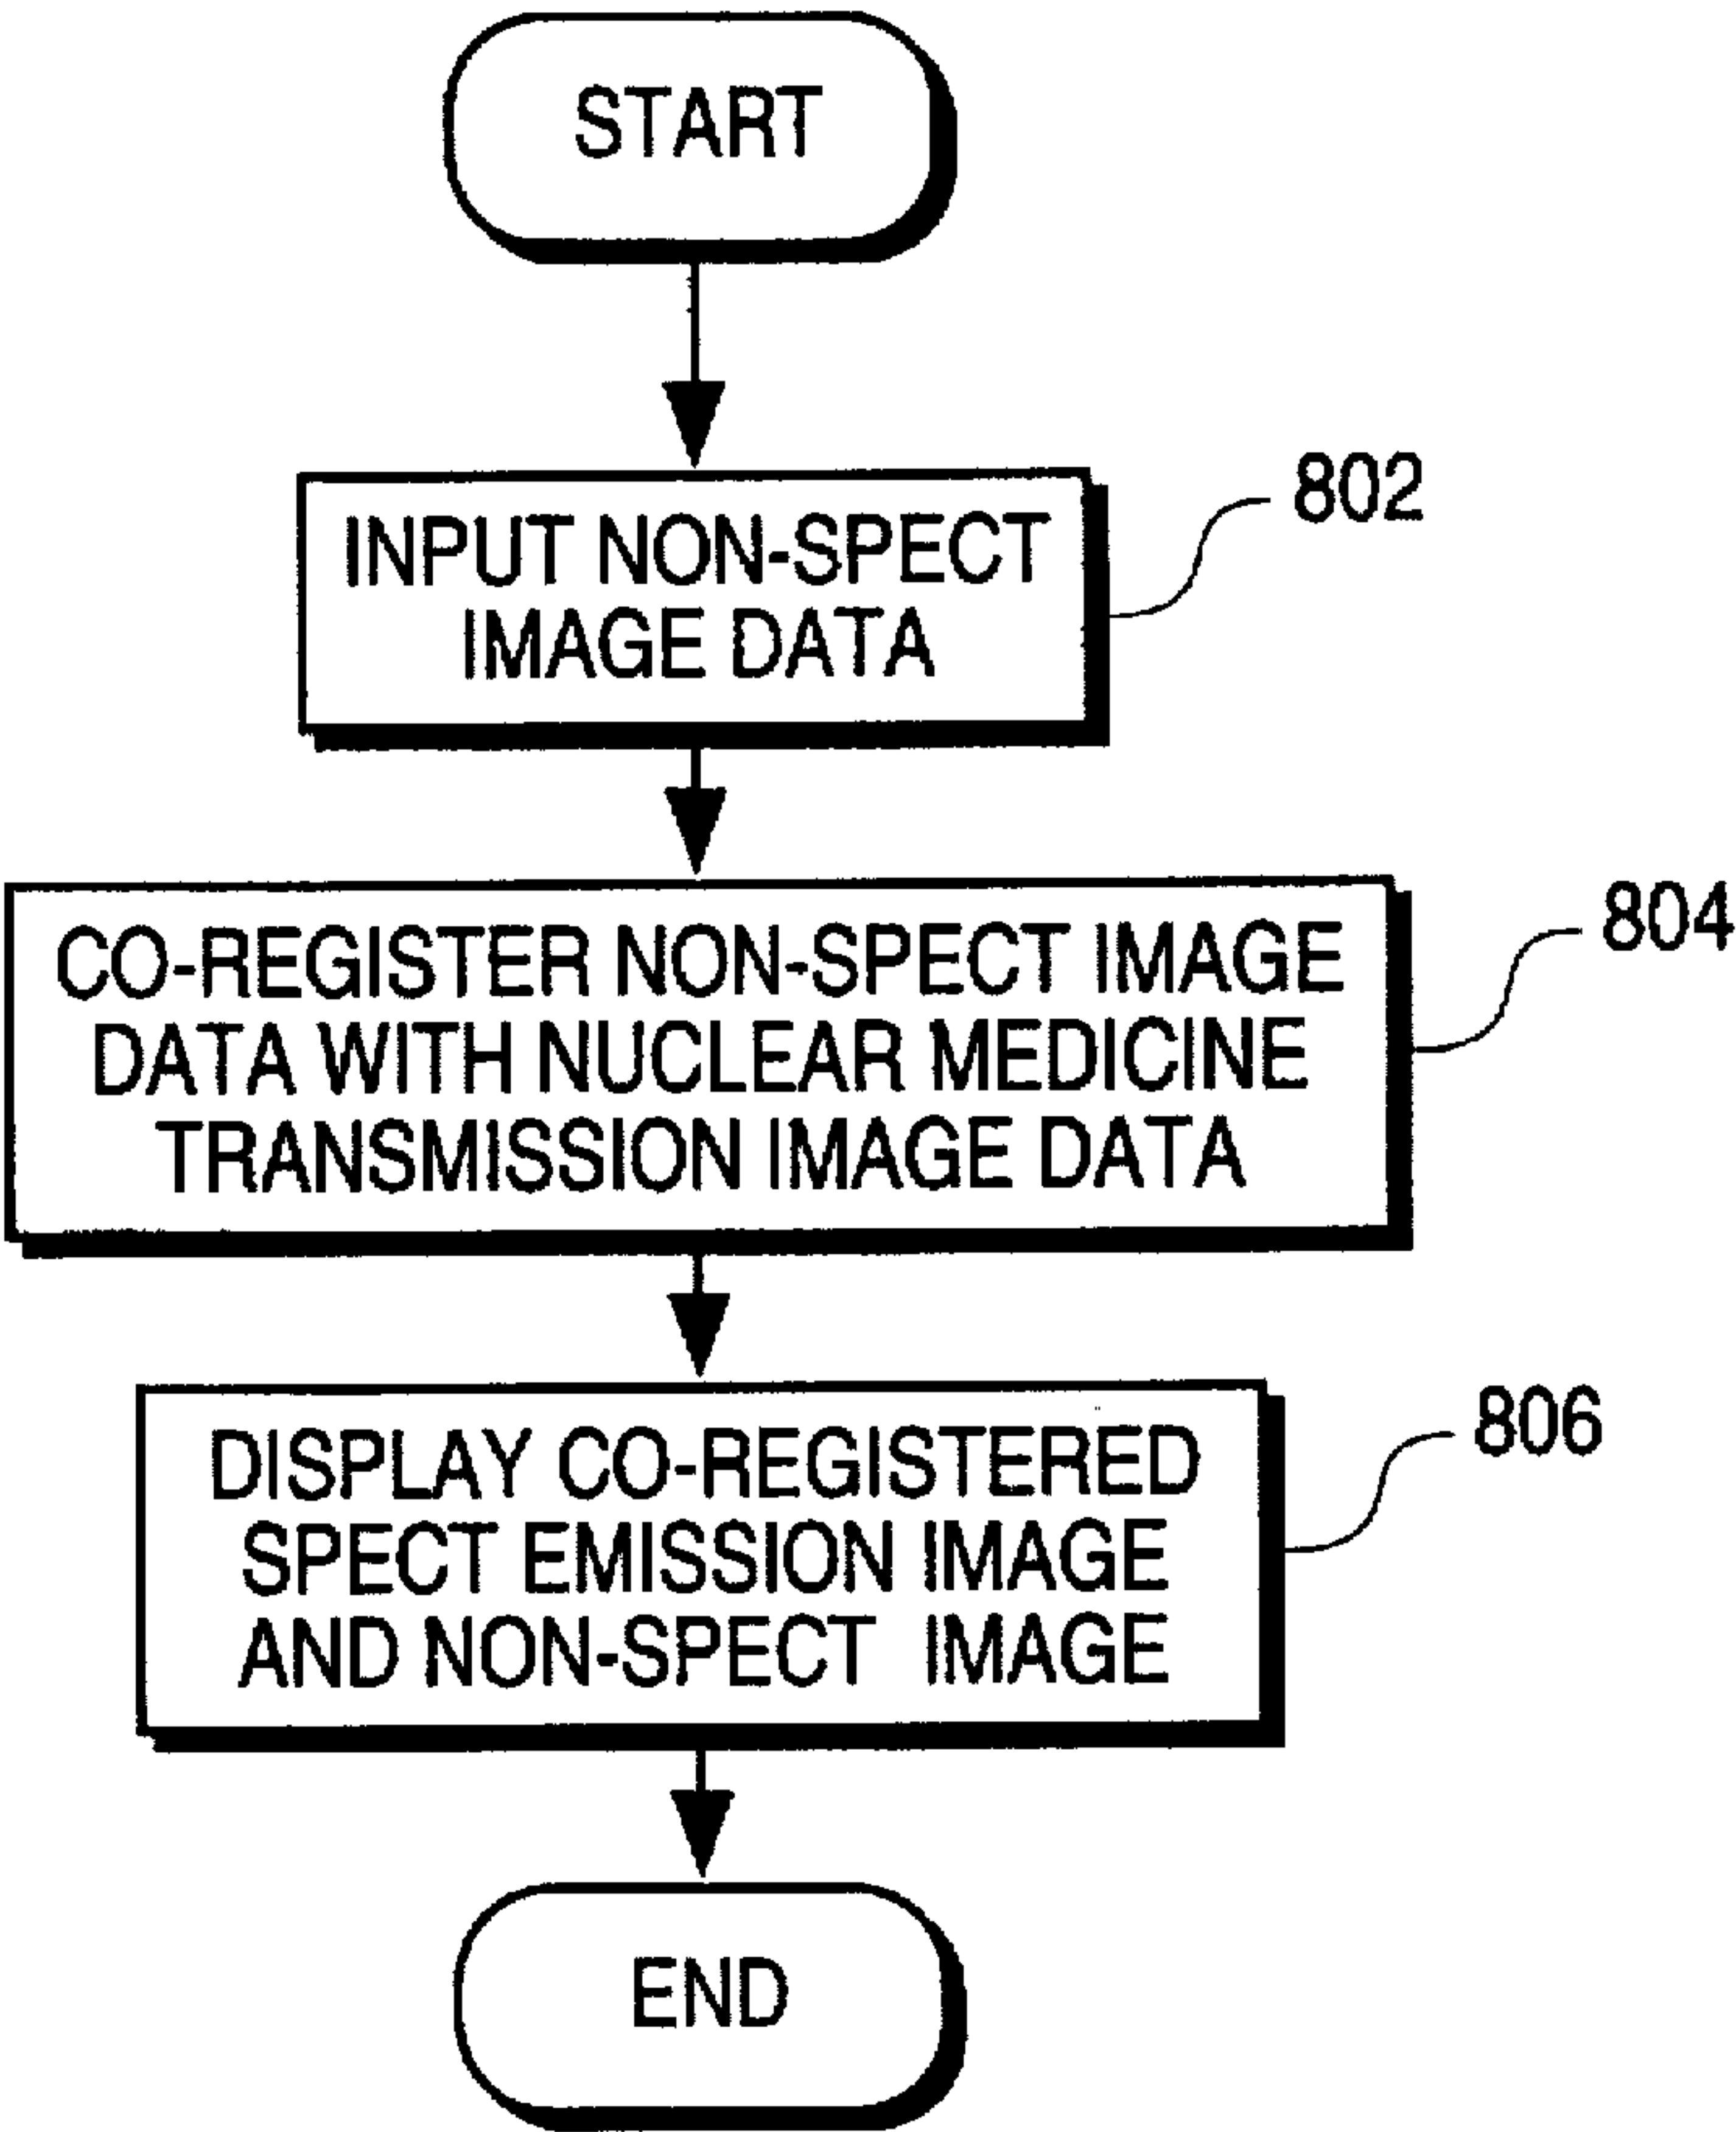 START
802
INPUT NON-SPECT
IMAGE DATA
804
CO-REGISTER NON-SPECT IMAGE
DATA WITH NUCLEAR MEDICINE
TRANSMISSION IMAGE DATA
806
DISPLAY CO-REGISTERED
SPECT EMISSION IMAGE
AND NON-SPECT IMAGE
END